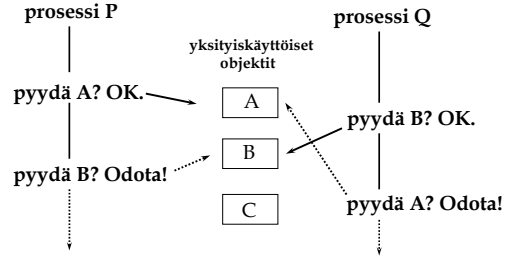 prosessi P
prosessi Q
yksityiskäyttöiset
objektit
pyydä A? OK.
A
pyydä B? OK.
B
pyydä B? Odota!
C
pyydä A? Odota!